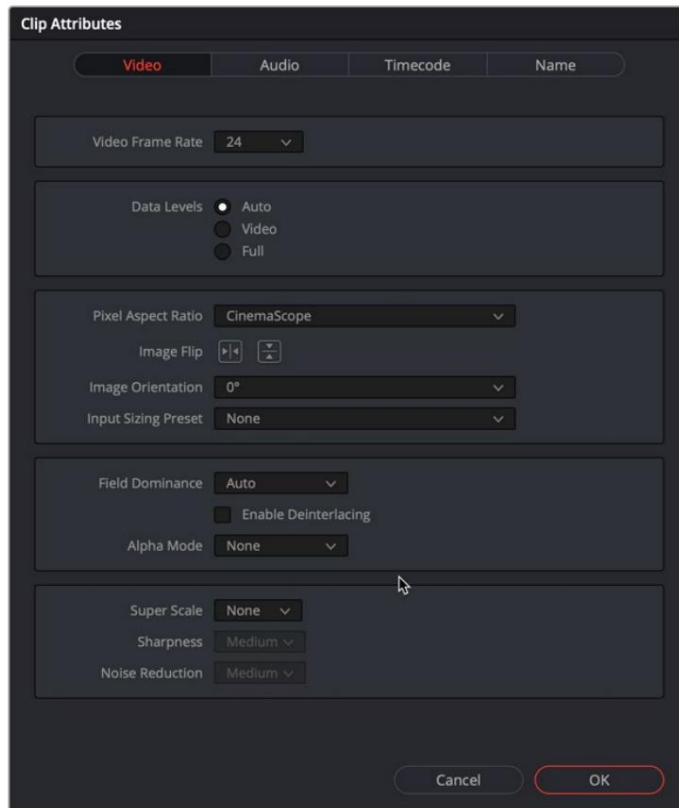 Clip Attributes
Video Audio Timecode Name
Video Frame Rate 24
Data Levels Auto
Video
Full
Pixel Aspect Ratio CinemaScope
Image Flip
Image Orientation 0°
Input Sizing Preset None
Field Dominance Auto
Enable Deinterlacing
Alpha Mode None
Super Scale None
Sharpness Medium
Noise Reduction Medium
Cancel OK